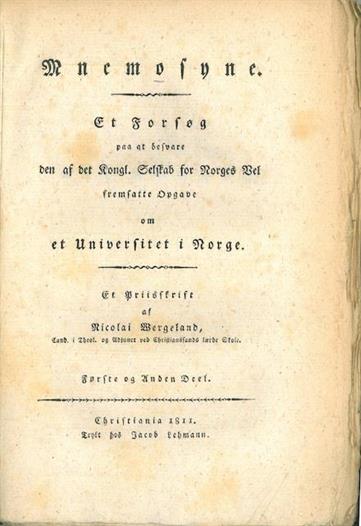 Mnemosyne.
Et Forsøg
paa at besvare
den af det Kongl. Selskab for Norges Vel
fremsatte Opgave
om
et Universitet i Norge.
Et Priisskrift
af
Nicolai Wergeland,
Cand. i Theol. og Adjunct ved Christianssands lærde Skole.
Første og Anden Deel.
Christiania 1811.
Trykt hos Jacob Lehmann.